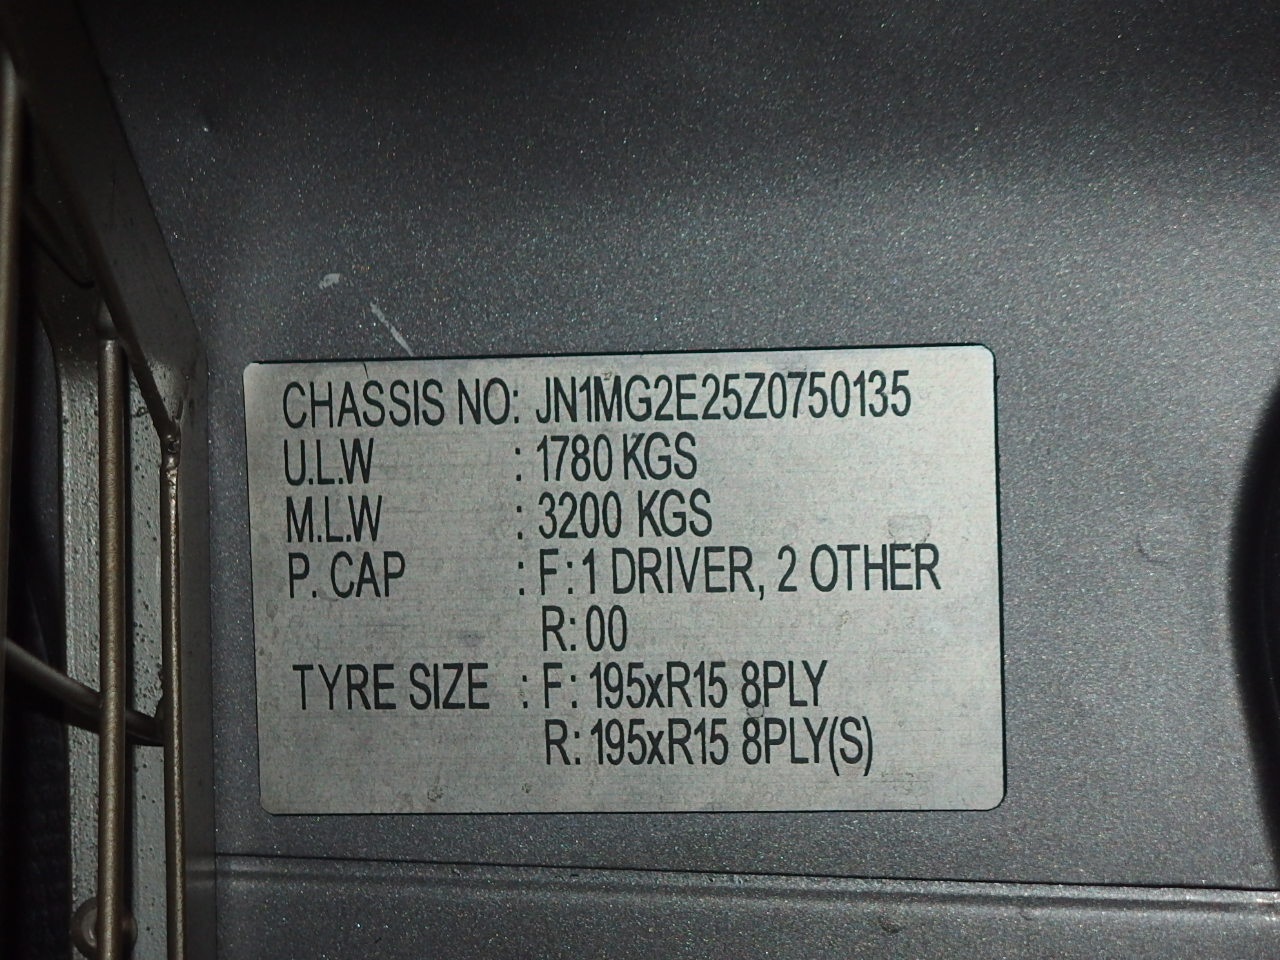 CHASSIS NO: JN1MG2E25Z0750135
U.L.W : 1780 KGS
M.L.W : 3200 KGS
P. CAP : F: 1 DRIVER, 2 OTHER
R: 00
TYRE SIZE : F: 195xR15 8PLY
R: 195xR15 8PLY(S)